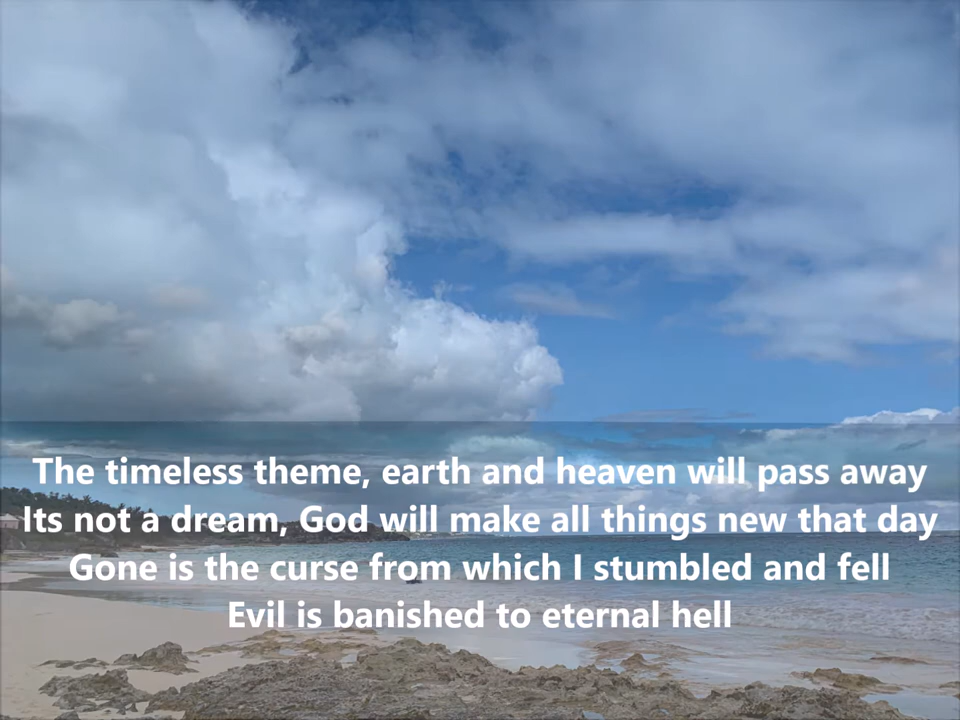 The timeless theme, earth and heaven will pass away
Its not a dream, God will make all things new that day
Gone is the curse from which I stumbled and fell
Evil is banished to eternal hell